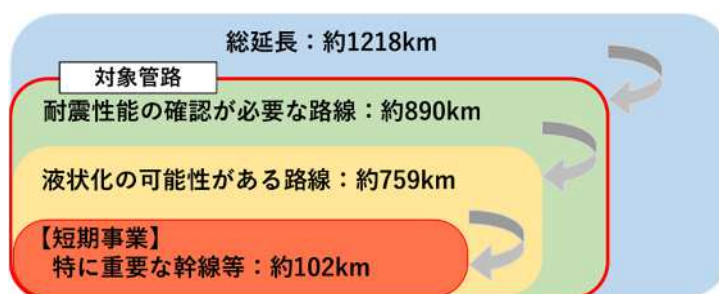 総延長：約1218km
対象管路
耐震性能の確認が必要な路線：約890km
液状化の可能性がある路線：約759km
【短期事業】
特に重要な幹線等：約102km